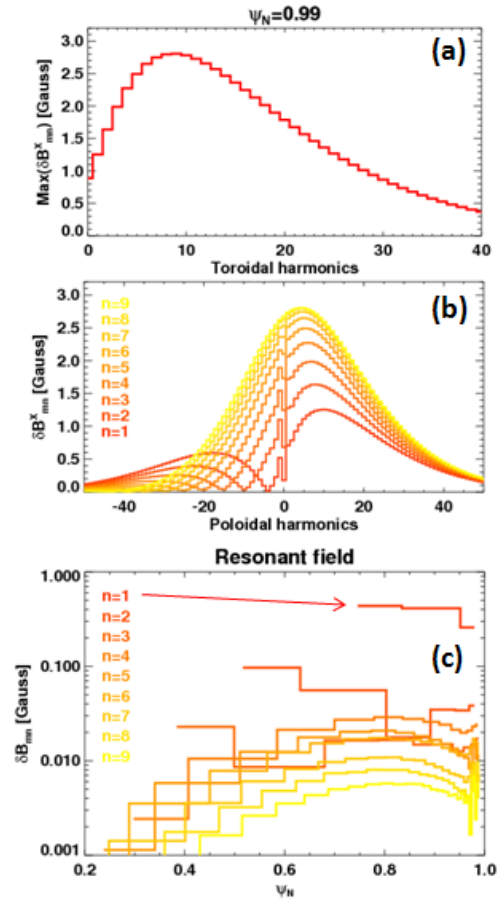 ψN=0.99
(a)
Max(δB^x_mn) [Gauss]
3.0
2.5
2.0
1.5
1.0
0.5
0.0
0 10 20 30 40
Toroidal harmonics
(b)
δB^x_mn [Gauss]
3.0
2.5
2.0
1.5
1.0
0.5
0.0
n=9
n=8
n=7
n=6
n=5
n=4
n=3
n=2
n=1
-40 -20 0 20 40
Poloidal harmonics
Resonant field
(c)
δBmn [Gauss]
1.000
0.100
0.010
0.001
n=1
n=2
n=3
n=4
n=5
n=6
n=7
n=8
n=9
0.2 0.4 0.6 0.8 1.0
ψN